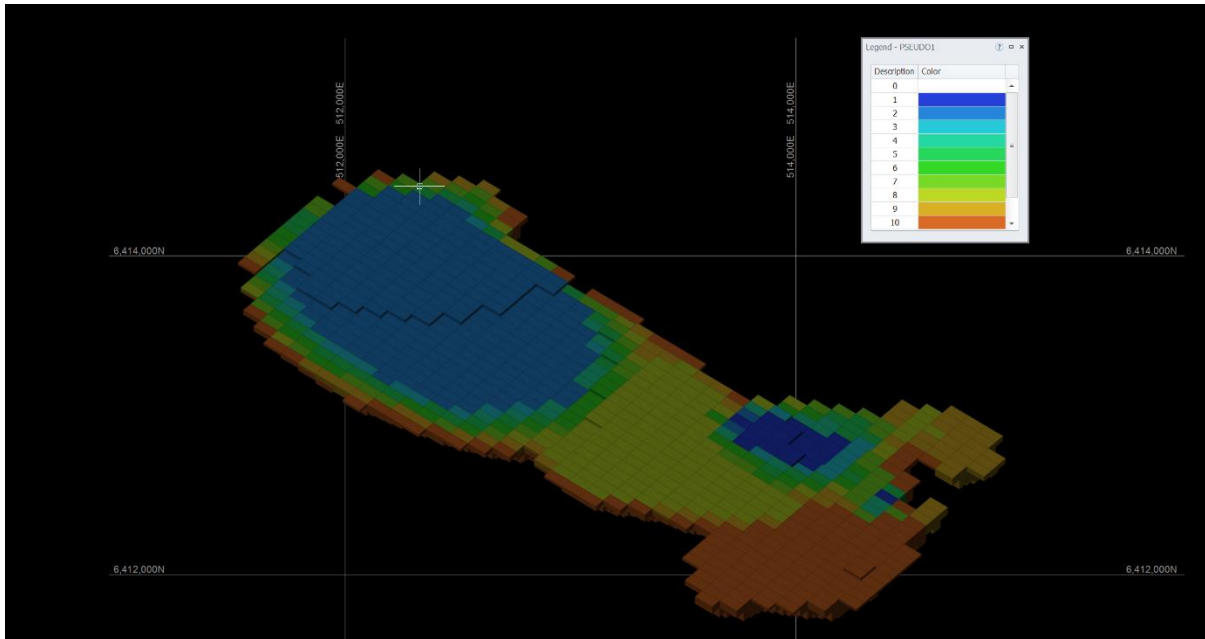 Legend - PSEUDO1
Description Color
0
1
2
3
4
5
6
7
8
9
10
512,000E
512,000E
514,000E
514,000E
6,414,000N
6,414,000N
6,412,000N
6,412,000N